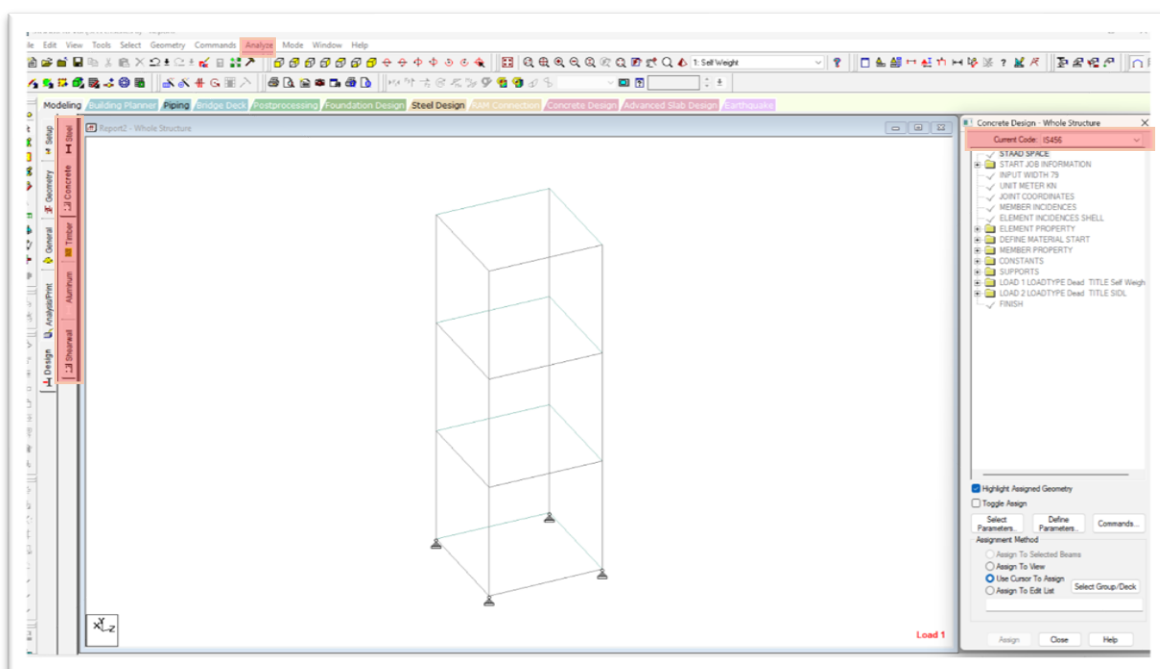 Edit View Tools Select Geometry Commands Analyze Mode Window Help
1: Self Weight
Modeling Building Planner Piping Bridge Deck Postprocessing Foundation Design Steel Design RAM Connection Concrete Design Advanced Slab Design Earthquake
Setup
Geometry
General
Analysis/Print
Design
Steel
Concrete
Timber
Aluminum
Shearwall
Report2 - Whole Structure
Load 1
Concrete Design - Whole Structure
Current Code: IS456
STAAD SPACE
START JOB INFORMATION
INPUT WIDTH 79
UNIT METER KN
JOINT COORDINATES
MEMBER INCIDENCES
ELEMENT INCIDENCES SHELL
ELEMENT PROPERTY
DEFINE MATERIAL START
MEMBER PROPERTY
CONSTANTS
SUPPORTS
LOAD 1 LOADTYPE Dead TITLE Self Weigh
LOAD 2 LOADTYPE Dead TITLE SIDL
FINISH
Highlight Assigned Geometry
Toggle Assign
Select Parameters...
Define Parameters...
Commands...
Assignment Method
Assign To Selected Beams
Assign To View
Use Cursor To Assign
Assign To Edit List
Select Group/Deck
Assign Close Help